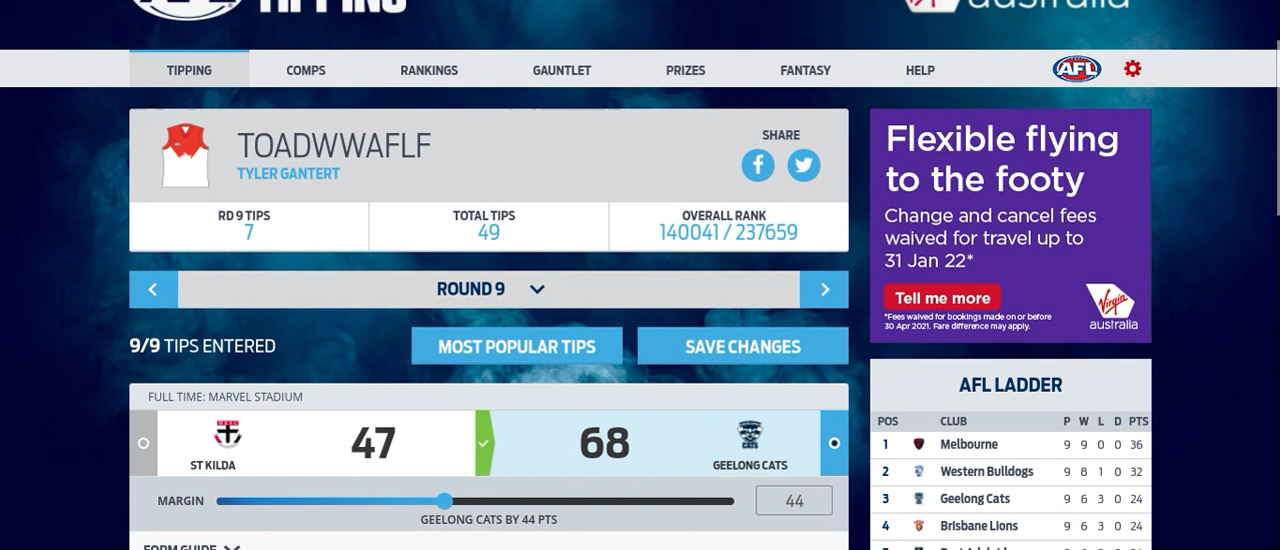 TIPPING
australia
TIPPING COMPS RANKINGS GAUNTLET PRIZES FANTASY HELP AFL
TOADWWAFLF
TYLER GANTERT
SHARE
RD 9 TIPS
7
TOTAL TIPS
49
OVERALL RANK
140041 / 237659
ROUND 9
9/9 TIPS ENTERED
MOST POPULAR TIPS
SAVE CHANGES
FULL TIME: MARVEL STADIUM
ST KILDA
47
68
CATS
GEELONG CATS
MARGIN
44
GEELONG CATS BY 44 PTS
FORM GUIDE
Flexible flying
to the footy
Change and cancel fees
waived for travel up to
31 Jan 22*
Tell me more
*Fees waived for bookings made on or before
30 Apr 2021. Fare difference may apply.
Virgin
australia
AFL LADDER
POS CLUB P W L D PTS
1 Melbourne 9 9 0 0 36
2 Western Bulldogs 9 8 1 0 32
3 Geelong Cats 9 6 3 0 24
4 Brisbane Lions 9 6 3 0 24